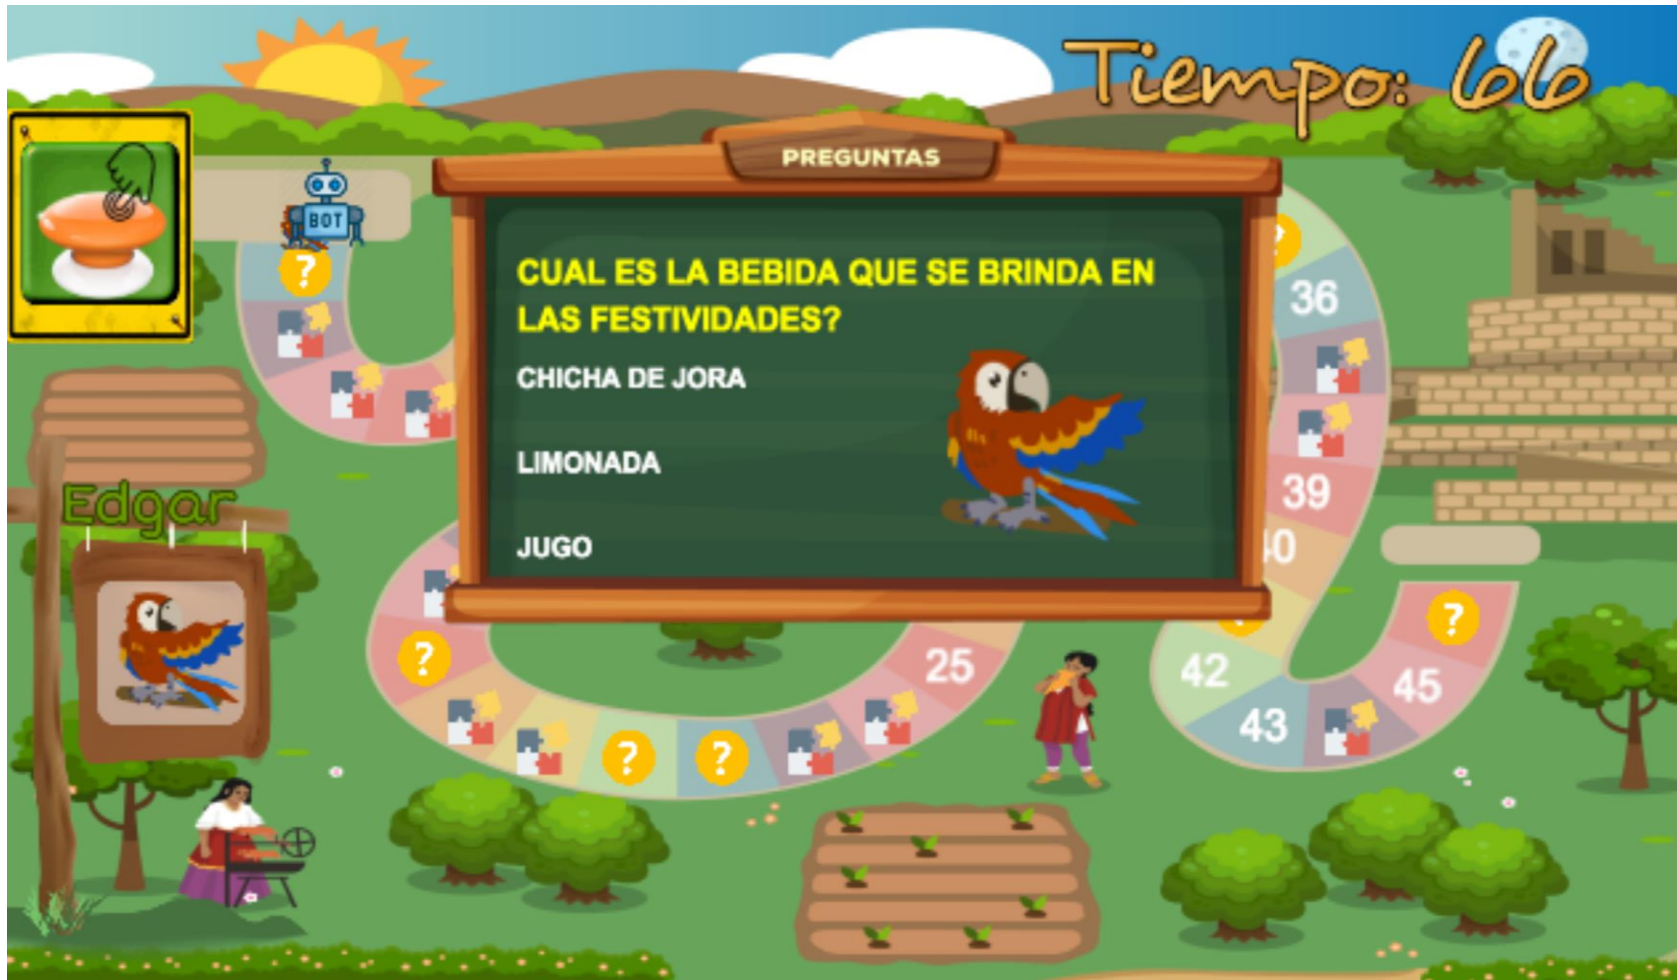 Tiempo: 66
PREGUNTAS
BOT
CUAL ES LA BEBIDA QUE SE BRINDA EN
LAS FESTIVIDADES?
CHICHA DE JORA
LIMONADA
JUGO
Edgar
?
?
36
39
40
?
?
25
42
?
45
43
?
?